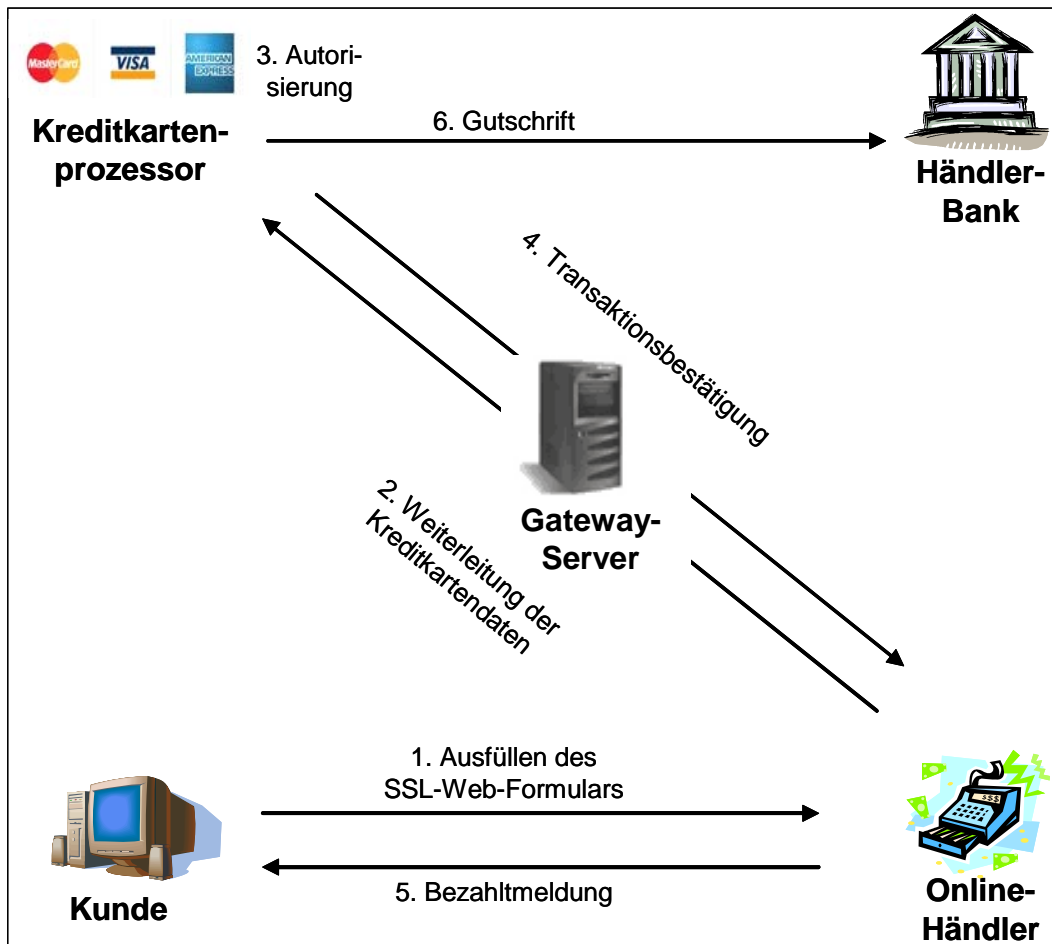 MasterCard
VISA
AMERICAN
EXPRESS
3. Autori-
sierung
Kreditkarten-
prozessor
6. Gutschrift
Händler-
Bank
4. Transaktionsbestätigung
Gateway-
Server
2. Weiterleitung der
Kreditkartendaten
1. Ausfüllen des
SSL-Web-Formulars
$$$
5. Bezahltmeldung
Kunde
Online-
Händler